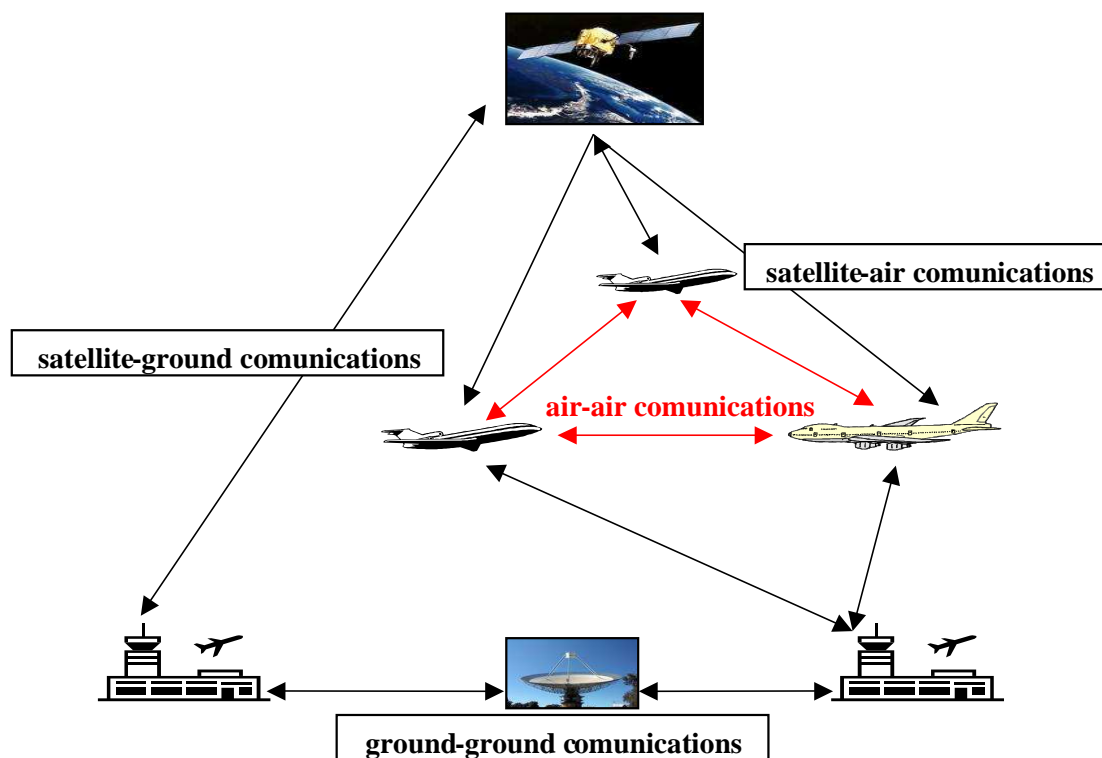 satellite-air comunications
satellite-ground comunications
air-air comunications
ground-ground comunications